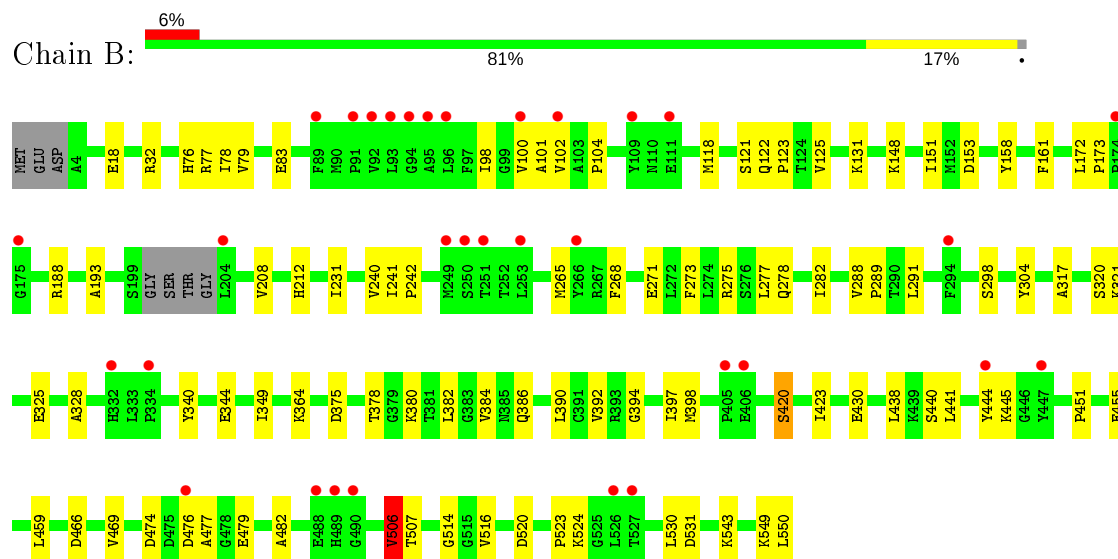 6%
Chain B:
81% 17% •
MET GLU ASP A4 E18 R32 H76 R77 I78 V79 E83 F89 M90 P91 V92 L93 G94 A95 L96 F97 I98 G99 V100 A101 V102 A103 P104 Y109 N110 E111 M118 S121 Q122 P123 T124 V125 K131 K148 I151 M152 D153 Y158 F161 L172 P173
G175 R188 A193 S199 GLY SER THR GLY L204 V208 H212 I231 V240 I241 P242 M249 S250 T251 T252 L253 M265 Y266 R267 F268 E271 L272 F273 L274 R275 S276 L277 Q278 I282 V288 P289 T290 L291 F294 S298 Y304 A317 S320 K321
E325 A328 H332 L333 P334 Y340 E344 I349 K364 D375 T378 G379 K380 T381 L382 G383 V384 N385 Q386 L390 C391 V392 R393 G394 I397 M398 P405 E406 S420 I423 E430 L438 K439 S440 L441 Y444 K445 G446 Y447 P451
L459 D466 V469 D474 D475 D476 A477 G478 E479 A482 E488 H489 G490 V506 T507 G514 G515 V516 D520 P523 K524 G525 L526 T527 L530 D531 K543 K549 L550